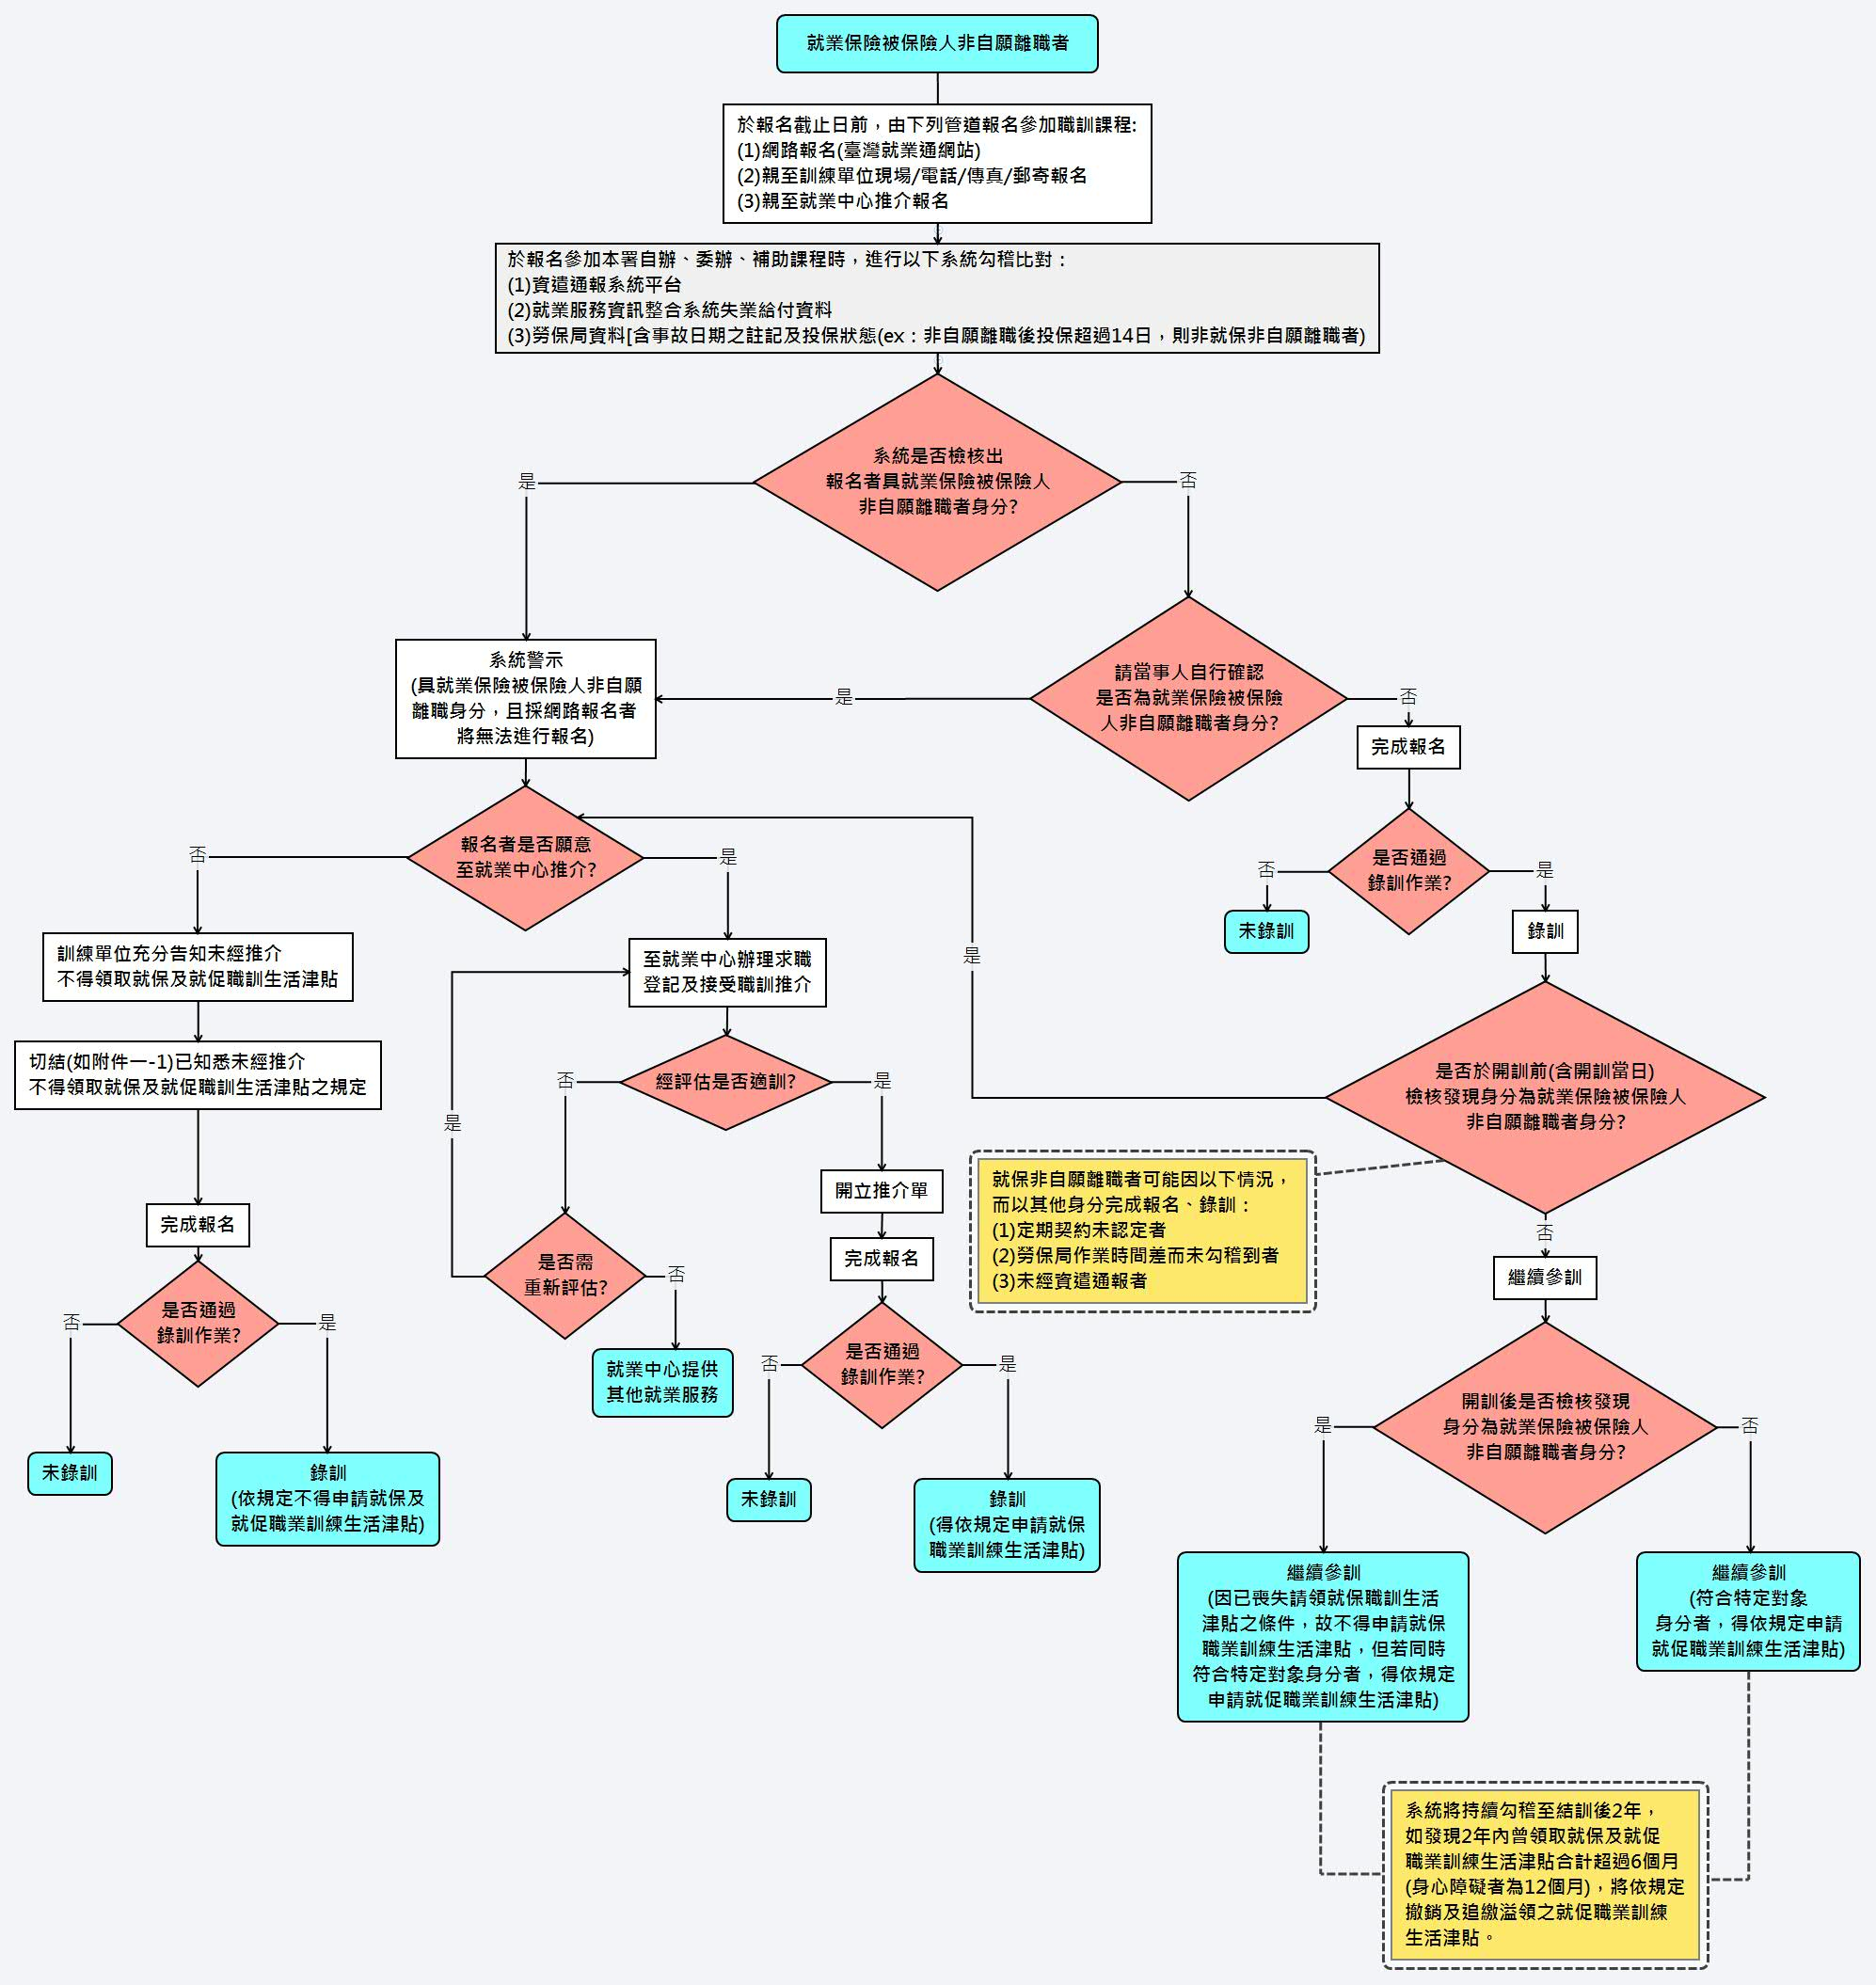 就業保險被保險人非自願離職者
於報名截止日前，由下列管道報名參加職訓課程:
(1)網路報名(臺灣就業通網站)
(2)親至訓練單位現場/電話/傳真/郵寄報名
(3)親至就業中心推介報名
於報名參加本署自辦、委辦、補助課程時，進行以下系統勾稽比對：
(1)資遣通報系統平台
(2)就業服務資訊整合系統失業給付資料
(3)勞保局資料[含事故日期之註記及投保狀態(ex：非自願離職後投保超過14日，則非就保非自願離職者)
系統是否檢核出
報名者具就業保險被保險人
非自願離職者身分?
是
否
系統警示
(具就業保險被保險人非自願
離職身分，且採網路報名者
將無法進行報名)
是
請當事人自行確認
是否為就業保險被保險
人非自願離職者身分?
否
完成報名
是否通過
錄訓作業?
否
是
未錄訓
錄訓
報名者是否願意
至就業中心推介?
否
是
訓練單位充分告知未經推介
不得領取就保及就促職訓生活津貼
切結(如附件一-1)已知悉未經推介
不得領取就保及就促職訓生活津貼之規定
完成報名
是否通過
錄訓作業?
否
是
未錄訓
錄訓
(依規定不得申請就保及
就促職業訓練生活津貼)
至就業中心辦理求職
登記及接受職訓推介
經評估是否適訓?
否
是
是
是否需
重新評估?
否
就業中心提供
其他就業服務
開立推介單
完成報名
是否通過
錄訓作業?
否
是
未錄訓
錄訓
(得依規定申請就保
職業訓練生活津貼)
是
是否於開訓前(含開訓當日)
檢核發現身分為就業保險被保險人
非自願離職者身分?
就保非自願離職者可能因以下情況，
而以其他身分完成報名、錄訓：
(1)定期契約未認定者
(2)勞保局作業時間差而未勾稽到者
(3)未經資遣通報者
否
繼續參訓
開訓後是否檢核發現
身分為就業保險被保險人
非自願離職者身分?
是
否
繼續參訓
(因已喪失請領就保職訓生活
津貼之條件，故不得申請就保
職業訓練生活津貼，但若同時
符合特定對象身分者，得依規定
申請就促職業訓練生活津貼)
繼續參訓
(符合特定對象
身分者，得依規定申請
就促職業訓練生活津貼)
系統將持續勾稽至結訓後2年，
如發現2年內曾領取就保及就促
職業訓練生活津貼合計超過6個月
(身心障礙者為12個月)，將依規定
撤銷及追繳溢領之就促職業訓練
生活津貼。